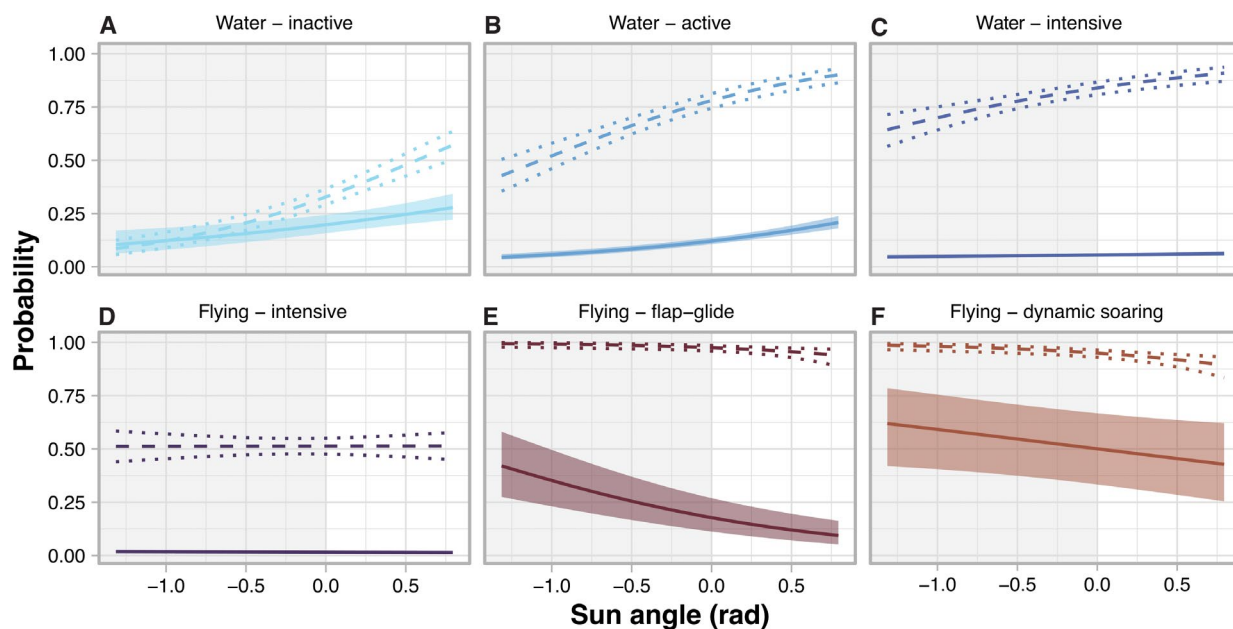 A Water – inactive
B Water – active
C Water – intensive
1.00
0.75
0.50
0.25
0.00
D Flying – intensive
E Flying – flap–glide
F Flying – dynamic soaring
1.00
0.75
0.50
0.25
0.00
Probability
−1.0 −0.5 0.0 0.5
−1.0 −0.5 0.0 0.5
−1.0 −0.5 0.0 0.5
Sun angle (rad)